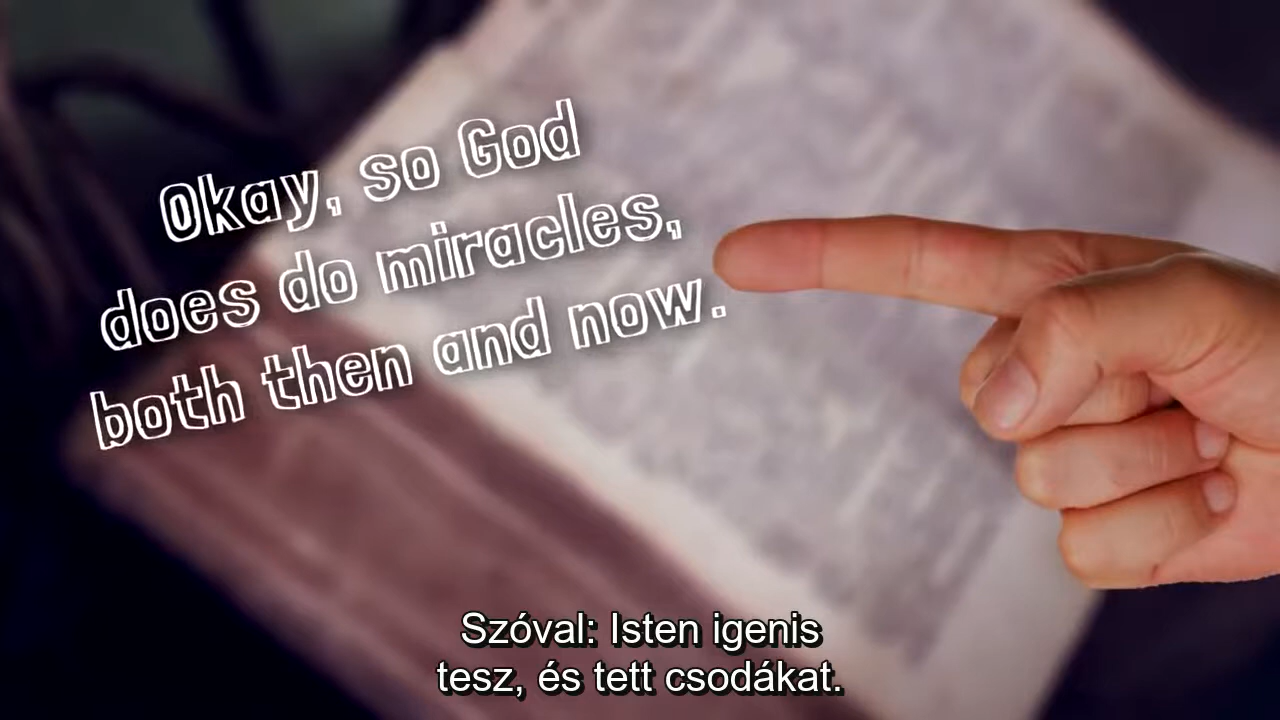 Okay, so God
does do miracles,
both then and now.
Szóval: Isten igenis
tesz, és tett csodákat.